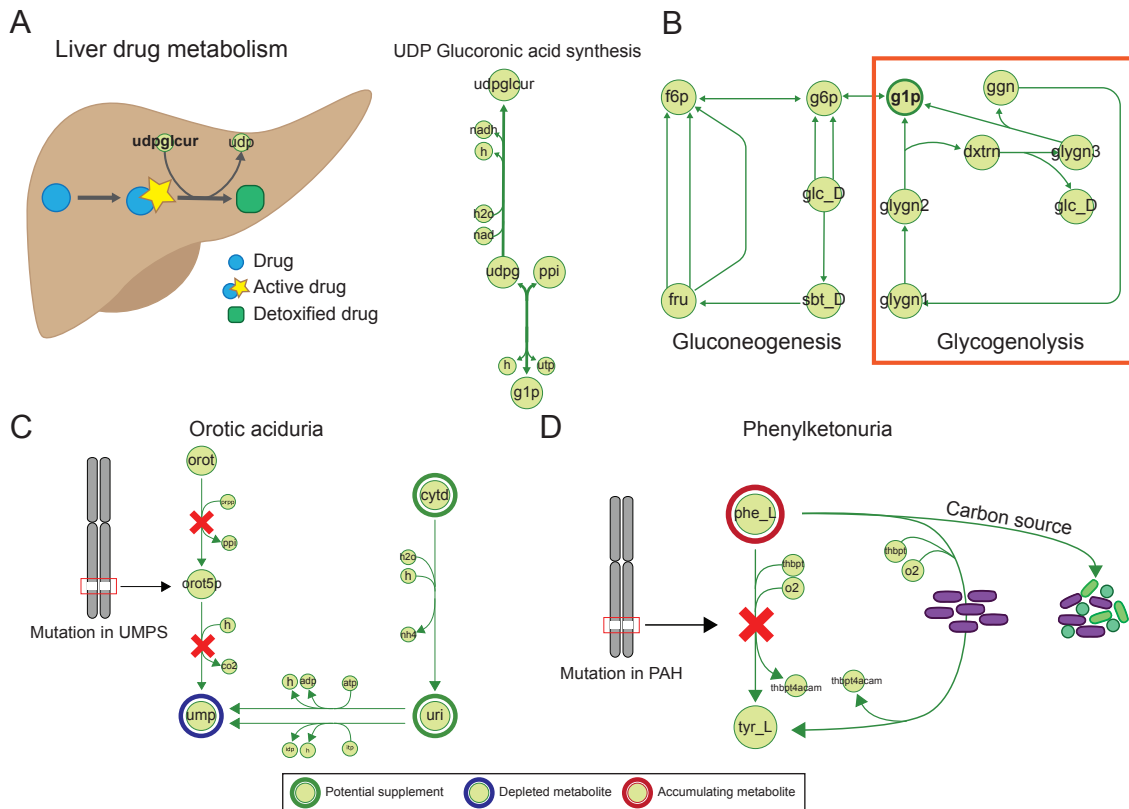 A
Liver drug metabolism
udpglcur
udp
Drug
Active drug
Detoxified drug
UDP Glucoronic acid synthesis
udpglcur
nadh
h
h2o
nad
udpg
ppi
h
utp
g1p
B
f6p
g6p
g1p
ggn
dxtrn
glygn3
glc_D
glygn2
glc_D
fru
sbt_D
glygn1
Gluconeogenesis
Glycogenolysis
C
Orotic aciduria
orot
prpp
ppi
orot5p
Mutation in UMPS
h
co2
ump
cytd
h2o
h
nh4
h
adp
atp
uri
idp
h
itp
D
Phenylketonuria
phe_L
Carbon source
thbpt
o2
thbpt
o2
Mutation in PAH
thbpt4acam
thbpt4acam
tyr_L
Potential supplement
Depleted metabolite
Accumulating metabolite